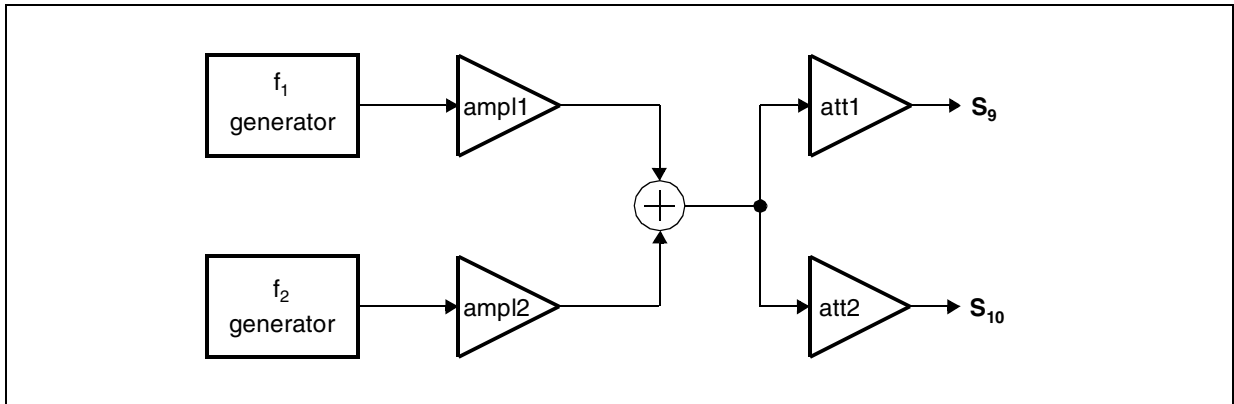 f₁
generator
ampl1
att1
S₉
f₂
generator
ampl2
att2
S₁₀